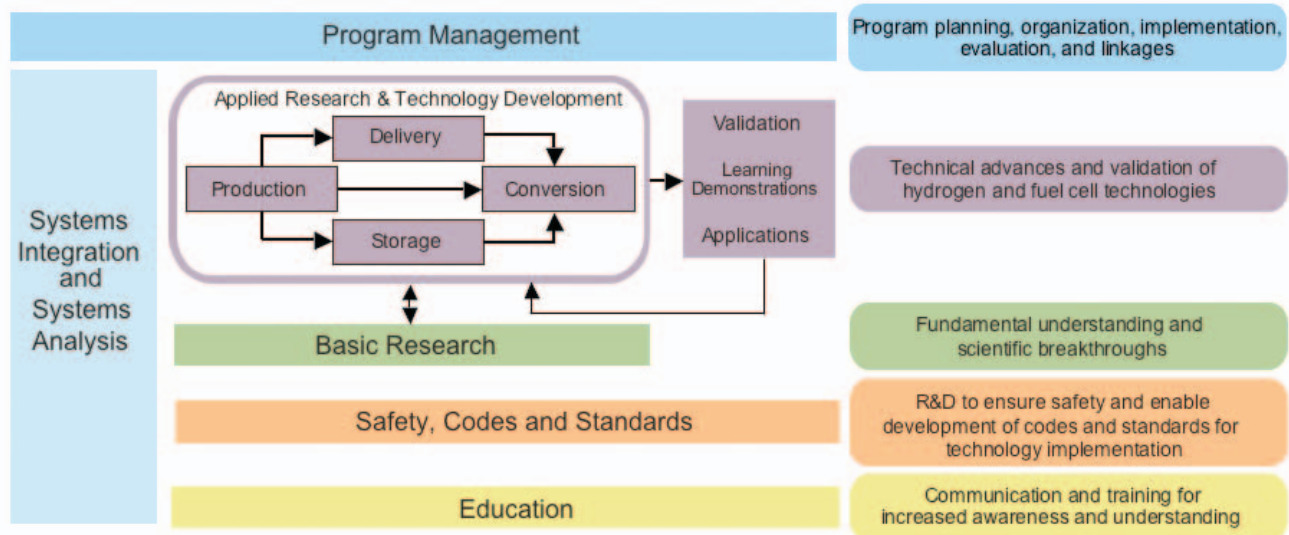 Program Management
Program planning, organization, implementation,
evaluation, and linkages
Systems
Integration
and
Systems
Analysis
Applied Research & Technology Development
Delivery
Production
Conversion
Storage
Validation
Learning
Demonstrations
Applications
Technical advances and validation of
hydrogen and fuel cell technologies
Basic Research
Fundamental understanding and
scientific breakthroughs
Safety, Codes and Standards
R&D to ensure safety and enable
development of codes and standards for
technology implementation
Education
Communication and training for
increased awareness and understanding